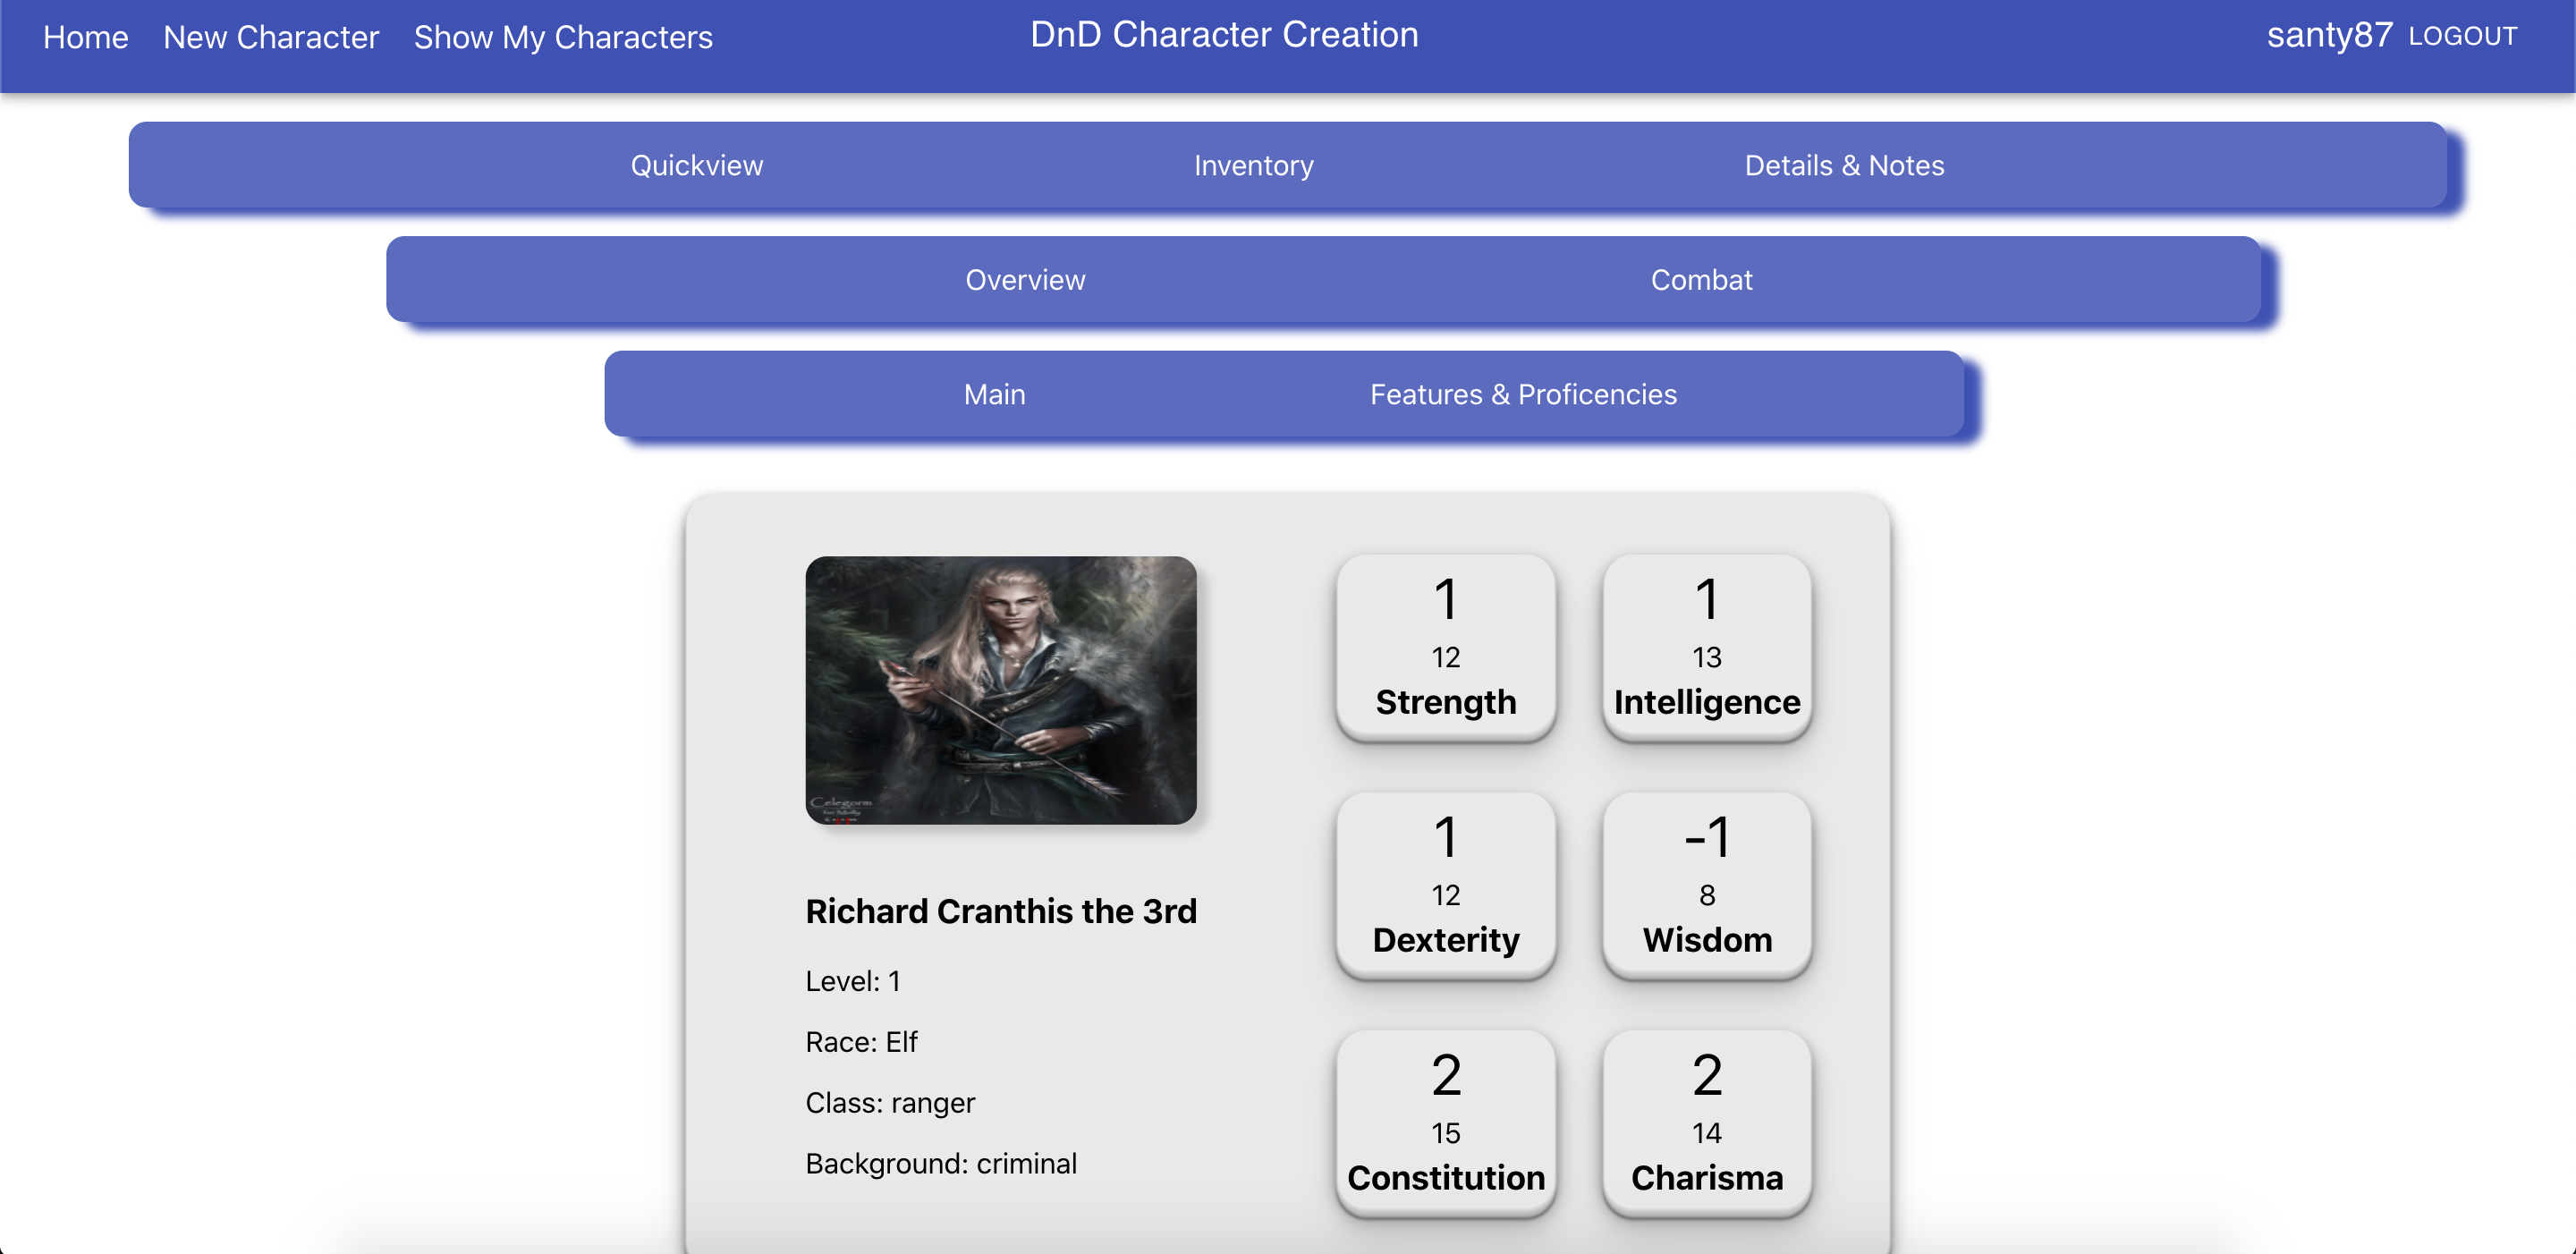 Home New Character Show My Characters DnD Character Creation santy87 LOGOUT
Quickview Inventory Details & Notes
Overview Combat
Main Features & Proficencies
1
12
Strength
1
13
Intelligence
1
12
Dexterity
-1
8
Wisdom
2
15
Constitution
2
14
Charisma
Celegorm
Richard Cranthis the 3rd
Level: 1
Race: Elf
Class: ranger
Background: criminal